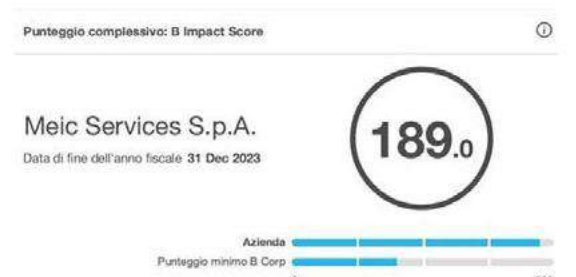 Punteggio complessivo: B Impact Score
Meic Services S.p.A.
Data di fine dell'anno fiscale 31 Dec 2023
189.0
Azienda
Punteggio minimo B Corp